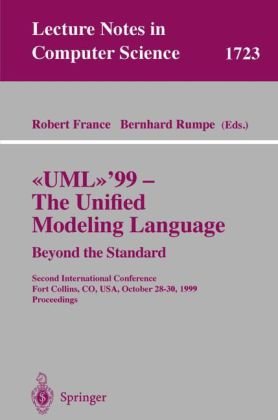 Lecture Notes in
Computer Science 1723
Robert France Bernhard Rumpe (Eds.)
«UML»'99 –
The Unified
Modeling Language
Beyond the Standard
Second International Conference
Fort Collins, CO, USA, October 28-30, 1999
Proceedings
Springer